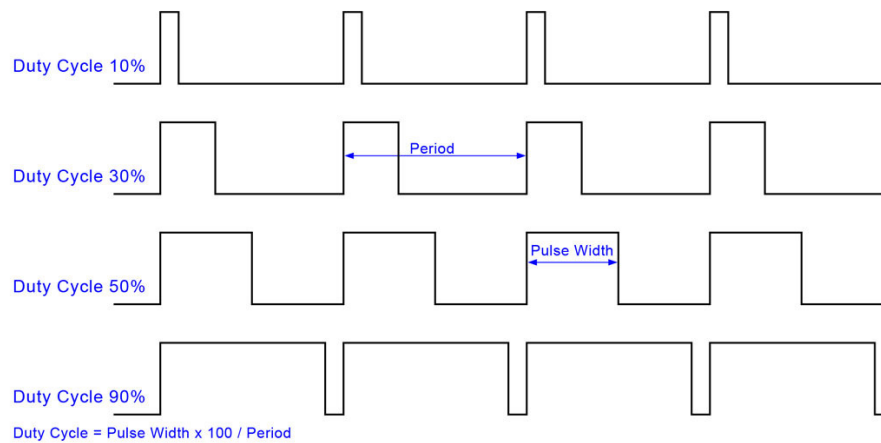 Duty Cycle 10%
Duty Cycle 30%
Period
Duty Cycle 50%
Pulse Width
Duty Cycle 90%
Duty Cycle = Pulse Width x 100 / Period